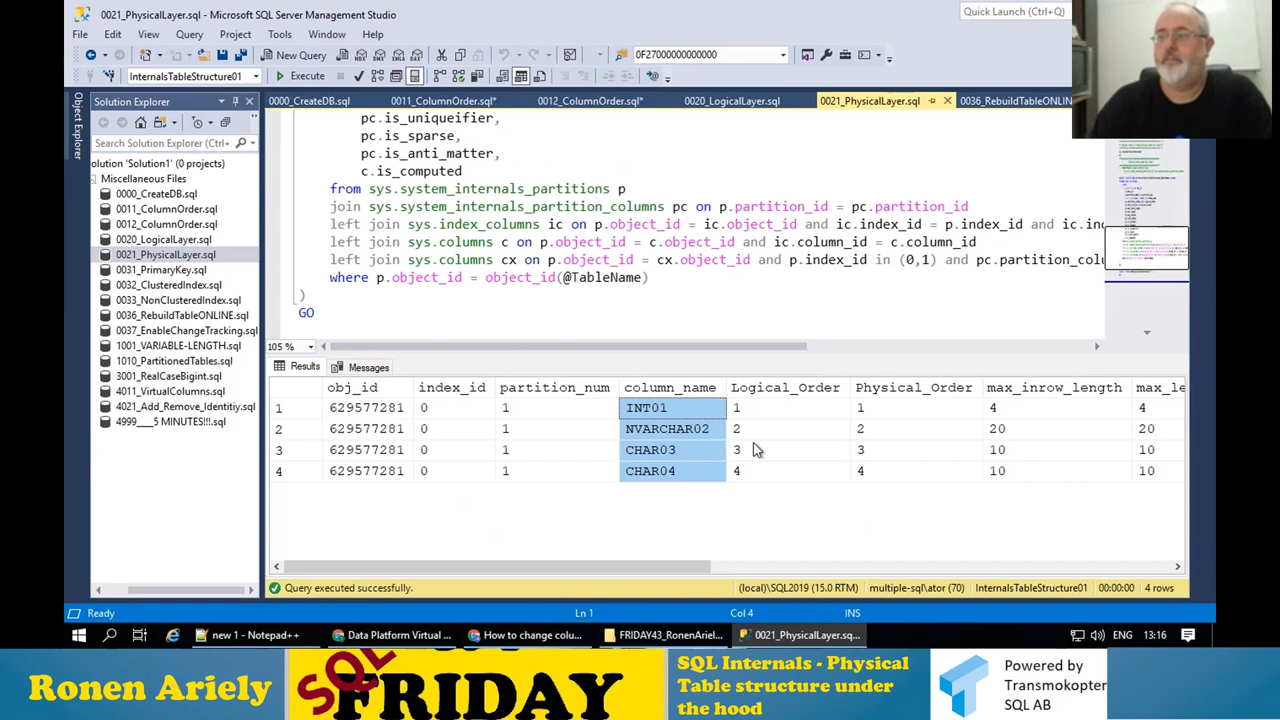 0021_PhysicalLayer.sql - Microsoft SQL Server Management Studio
Quick Launch (Ctrl+Q)
File Edit View Query Project Tools Window Help
New Query
0F27000000000000
InternalsTableStructure01
Execute
Object Explorer
Solution Explorer
0000_CreateDB.sql
0011_ColumnOrder.sql*
0012_ColumnOrder.sql*
0020_LogicalLayer.sql
0021_PhysicalLayer.sql
0036_RebuildTableONLIN
Search Solution Explorer
olution 'Solution1' (0 projects)
Miscellaneous Files
0000_CreateDB.sql
0011_ColumnOrder.sql
0012_ColumnOrder.sql
0020_LogicalLayer.sql
0021_PhysicalLayer.sql
0031_PrimaryKey.sql
0032_ClusteredIndex.sql
0033_NonClusteredIndex.sql
0036_RebuildTableONLINE.sql
0037_EnableChangeTracking.sql
1001_VARIABLE-LENGTH.sql
1010_PartitionedTables.sql
3001_RealCaseBigint.sql
4011_VirtualColumns.sql
4021_Add_Remove_Identitiy.sql
4999____5 MINUTES!!!.sql
pc.is_uniqueifier,
pc.is_sparse,
pc.is_anti_matter,
pc.is_computed
from sys.system_internals_partitions p
join sys.system_internals_partition_columns pc on p.partition_id = pc.partition_id
left join sys.index_columns ic on p.object_id = ic.object_id and ic.index_id = p.index_id and ic.inc
left join sys.columns c on p.object_id = c.object_id and ic.column_id = c.column_id
left join sys.columns cx on p.object_id = cx.object_id and p.index_id in (0,1) and pc.partition_colu
where p.object_id = object_id(@TableName)
)
GO
105 %
Results Messages
obj_id index_id partition_num column_name Logical_Order Physical_Order max_inrow_length max_le
1 629577281 0 1 INT01 1 1 4 4
2 629577281 0 1 NVARCHAR02 2 2 20 20
3 629577281 0 1 CHAR03 3 3 10 10
4 629577281 0 1 CHAR04 4 4 10 10
Query executed successfully.
(local)\SQL2019 (15.0 RTM) multiple-sql\ator (70) InternalsTableStructure01 00:00:00 4 rows
Ready Ln 1 Col 4 INS
new 1 - Notepad++
Data Platform Virtual ...
How to change colu...
FRIDAY43_RonenAriel...
0021_PhysicalLayer.sq...
ENG 13:16
Ronen Ariely
SQL
FRIDAY
SQL Internals - Physical
Table structure under
the hood
Powered by
Transmokopter
SQL AB